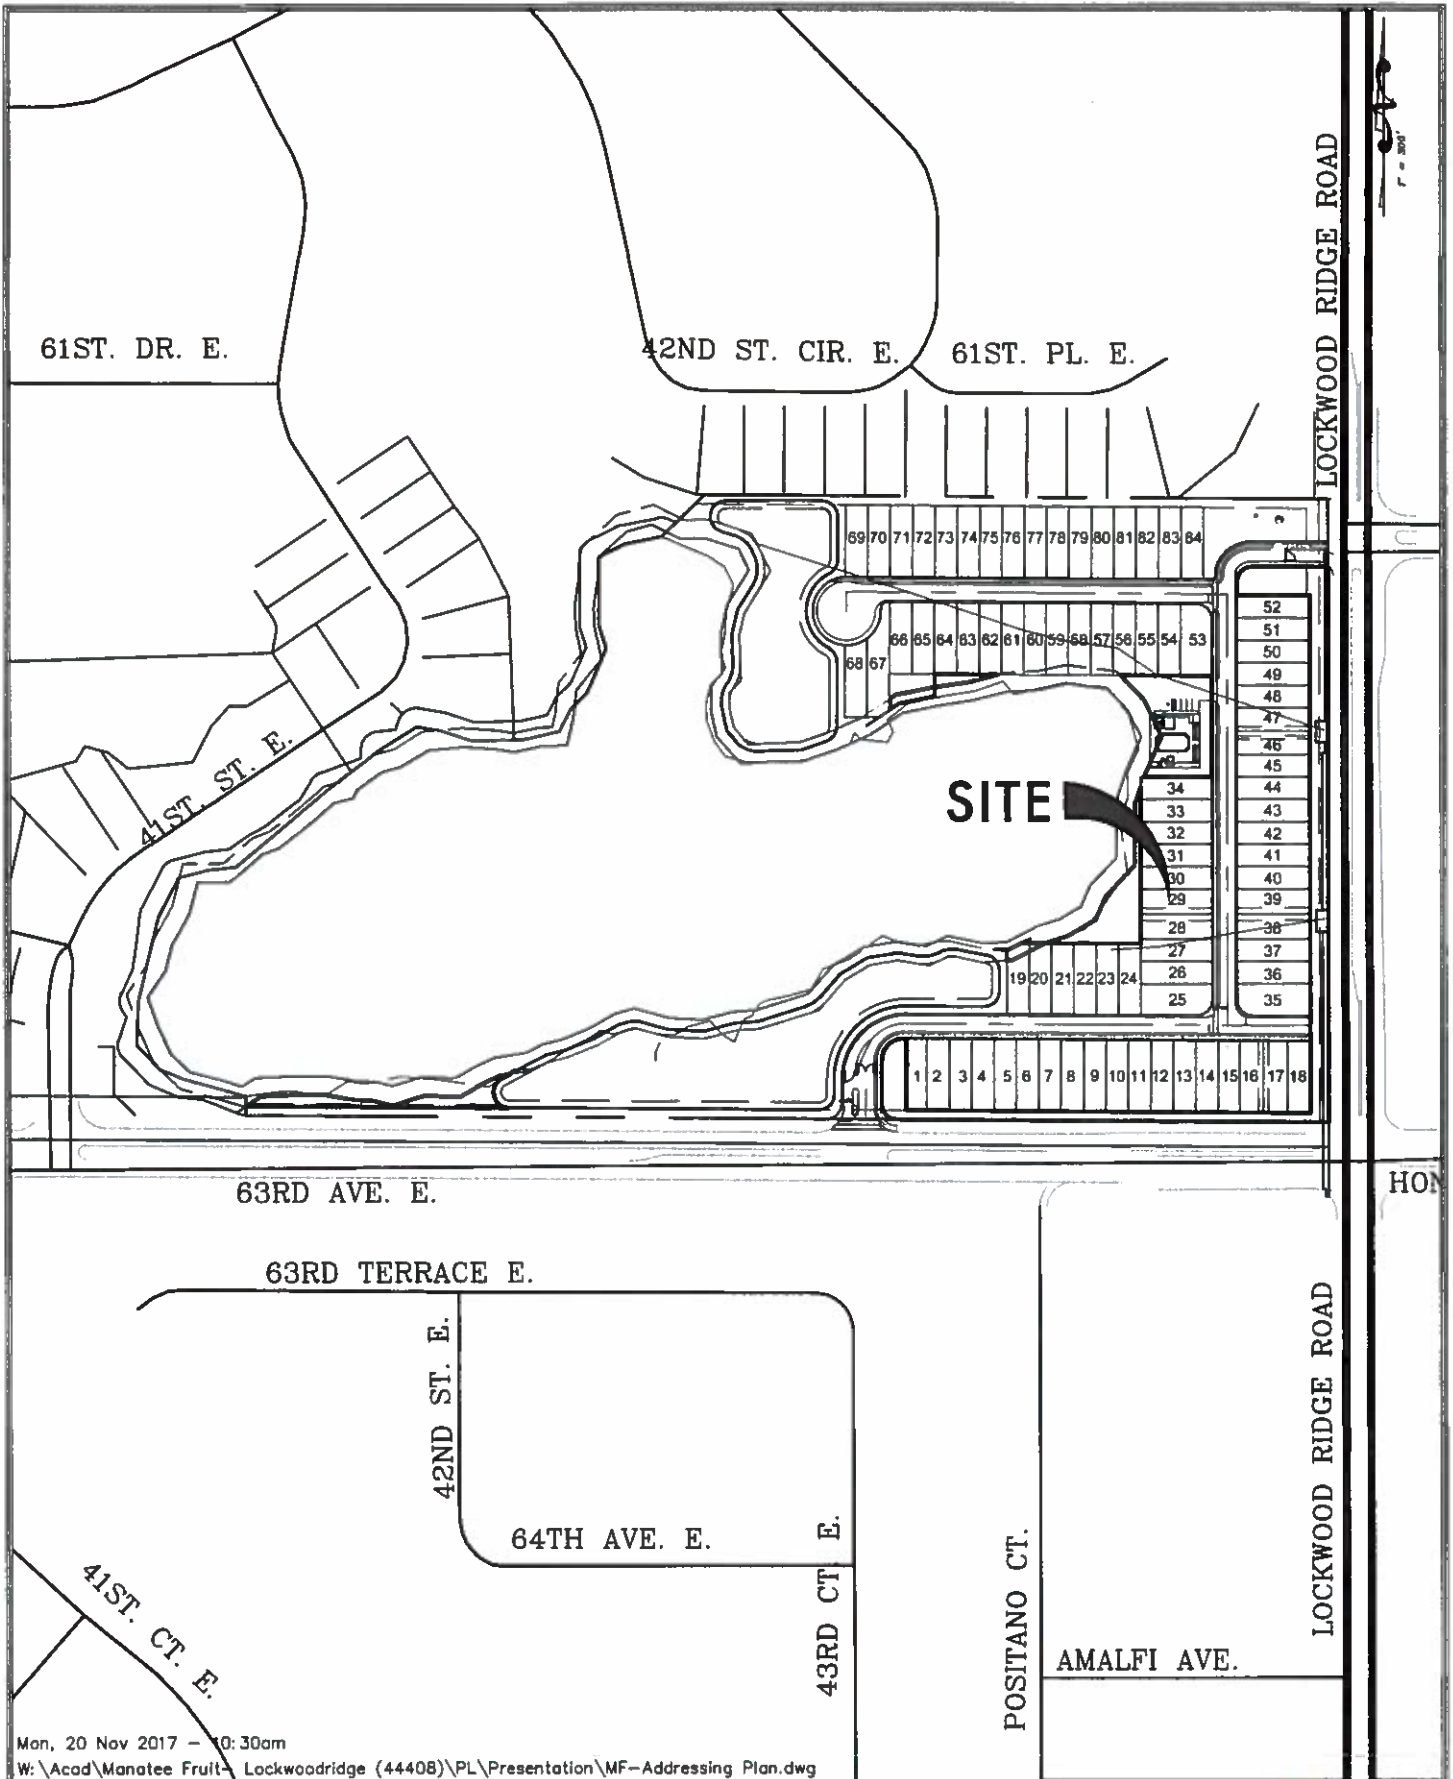 LOCKWOOD RIDGE ROAD
61ST. DR. E.
42ND ST. CIR. E.
61ST. PL. E.
69 70 71 72 73 74 75 76 77 78 79 80 81 82 83 84
66 65 64 63 62 61 60 59 58 57 56 55 54 53
68 67
52
51
50
49
48
47
46
45
44
43
42
41
40
39
38
37
36
35
41ST. ST. E.
SITE
34
33
32
31
30
29
28
27
26
25
19 20 21 22 23 24
1 2 3 4 5 6 7 8 9 10 11 12 13 14 15 16 17 18
63RD AVE. E.
HON
63RD TERRACE E.
42ND ST. E.
64TH AVE. E.
43RD CT. E.
POSITANO CT.
LOCKWOOD RIDGE ROAD
AMALFI AVE.
41ST. CT. E.
Mon, 20 Nov 2017 - 10:30am
W:\Acad\Manatee Fruit- Lockwoodridge (44408)\PL\Presentation\MF-Addressing Plan.dwg